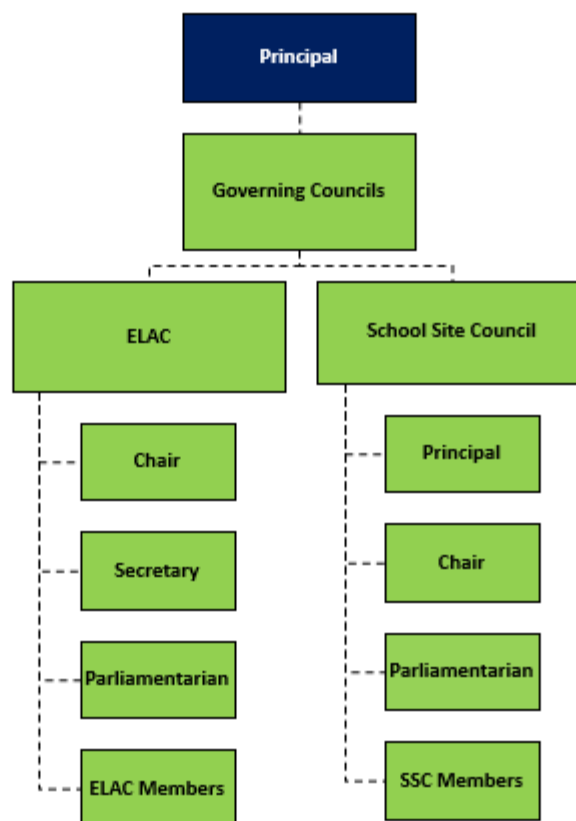 Principal
Governing Councils
ELAC
School Site Council
Chair
Secretary
Parliamentarian
ELAC Members
Principal
Chair
Parliamentarian
SSC Members